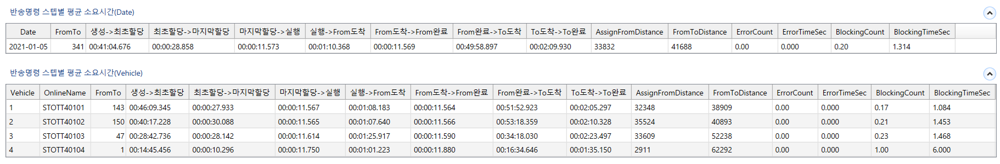 반송명령 스텝별 평균 소요시간(Date)
Date FromTo 생성->최초할당 최초할당->마지막할당 마지막할당->실행 실행->From도착 From도착->From완료 From완료->To도착 To도착->To완료 AssignFromDistance FromToDistance ErrorCount ErrorTimeSec BlockingCount BlockingTimeSec
2021-01-05 341 00:41:04.676 00:00:28.858 00:00:11.573 00:01:10.368 00:00:11.569 00:49:58.897 00:02:09.930 33832 41688 0.00 0.000 0.20 1.314
반송명령 스텝별 평균 소요시간(Vehicle)
Vehicle OnlineName FromTo 생성->최초할당 최초할당->마지막할당 마지막할당->실행 실행->From도착 From도착->From완료 From완료->To도착 To도착->To완료 AssignFromDistance FromToDistance ErrorCount ErrorTimeSec BlockingCount BlockingTimeSec
1 STOTT40101 143 00:46:09.345 00:00:27.933 00:00:11.567 00:01:08.183 00:00:11.564 00:51:52.923 00:02:05.297 32348 38909 0.00 0.000 0.17 1.084
2 STOTT40102 150 00:40:17.228 00:00:30.088 00:00:11.565 00:01:07.640 00:00:11.566 00:53:18.359 00:02:10.328 35524 40893 0.00 0.000 0.21 1.453
3 STOTT40103 47 00:28:42.736 00:00:28.142 00:00:11.614 00:01:25.917 00:00:11.590 00:34:18.030 00:02:23.497 33609 52238 0.00 0.000 0.23 1.468
4 STOTT40104 1 00:14:45.456 00:00:10.296 00:00:11.750 00:01:01.223 00:00:11.880 00:16:34.646 00:01:35.150 2911 62292 0.00 0.000 1.00 6.000